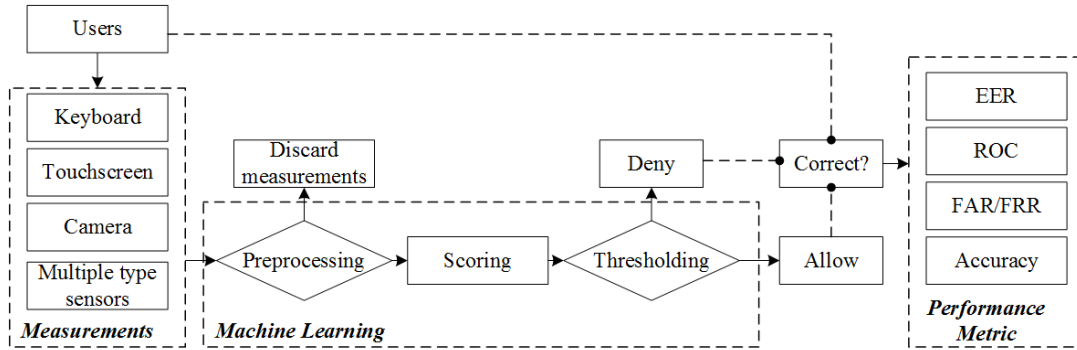 Users
Keyboard
Touchscreen
Camera
Multiple type
sensors
Measurements
Discard
measurements
Preprocessing
Scoring
Thresholding
Machine Learning
Deny
Correct?
Allow
EER
ROC
FAR/FRR
Accuracy
Performance
Metric